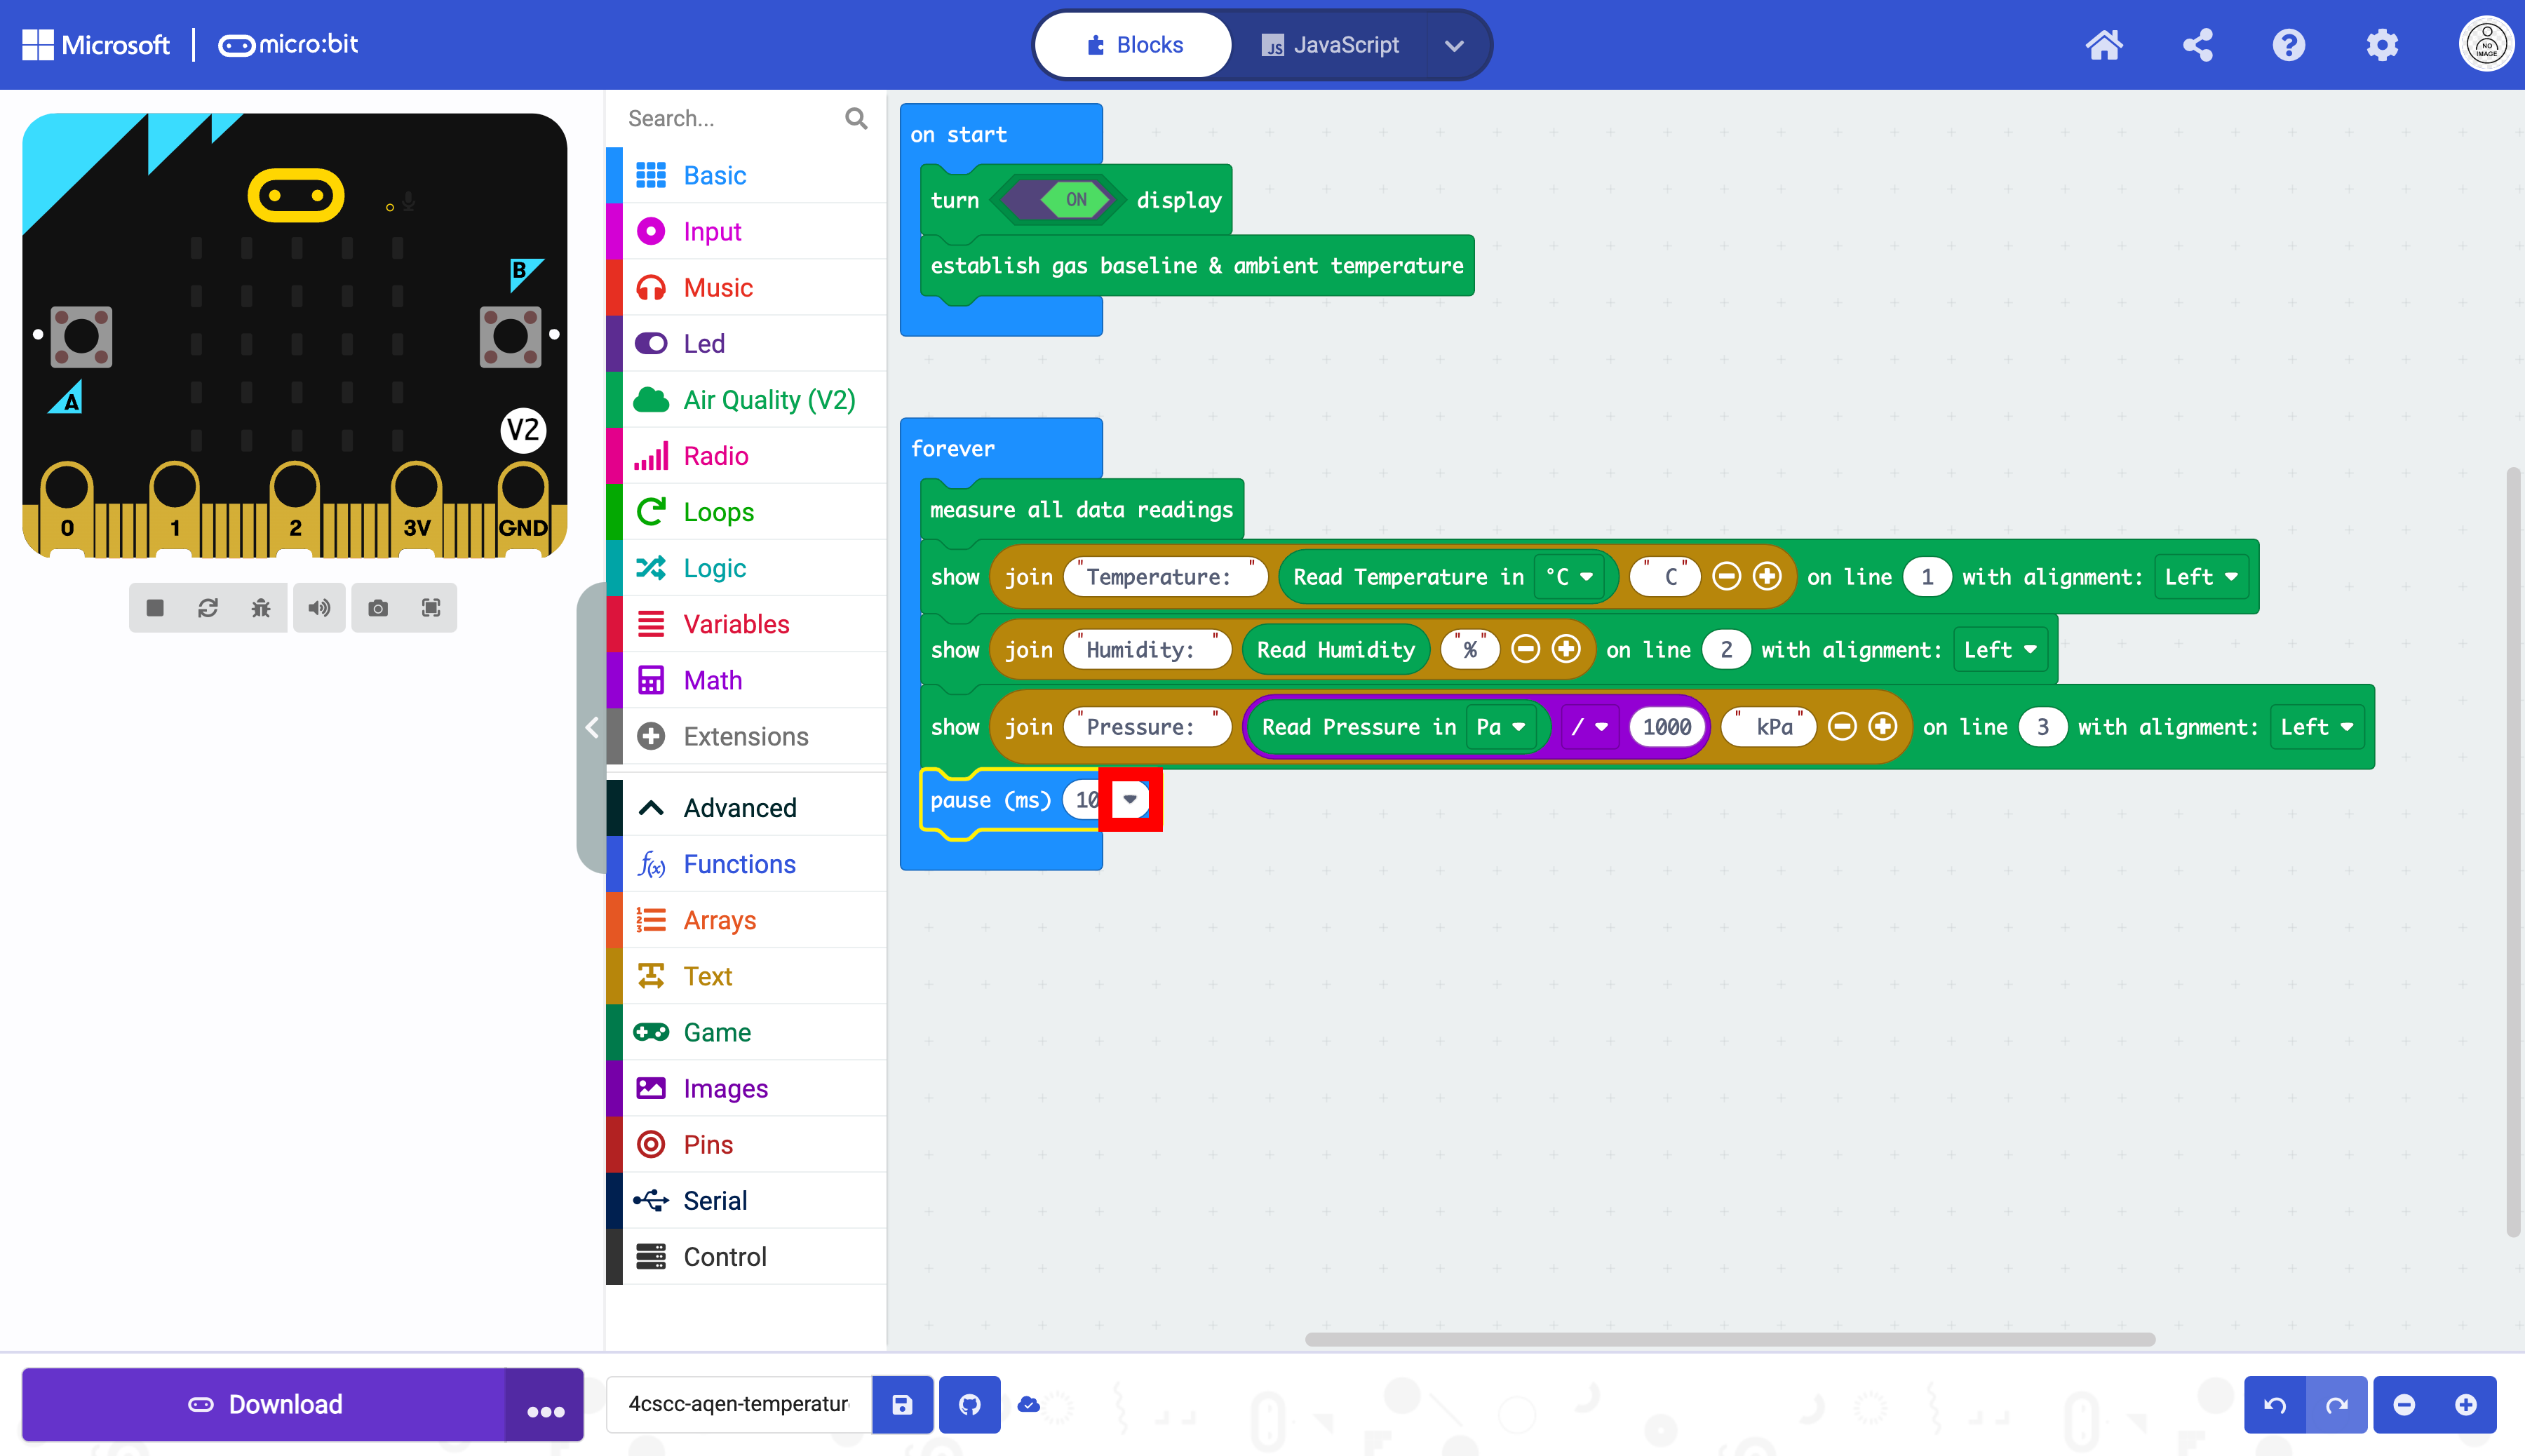 Microsoft | micro:bit
Blocks
JS JavaScript
NO IMAGE
B
A
V2
0 1 2 3V GND
Search...
Basic
Input
Music
Led
Air Quality (V2)
Radio
Loops
Logic
Variables
Math
Extensions
Advanced
f(x) Functions
Arrays
Text
Game
Images
Pins
Serial
Control
on start
turn ON display
establish gas baseline & ambient temperature
forever
measure all data readings
show join "Temperature: " Read Temperature in °C " C" on line 1 with alignment: Left
show join "Humidity: " Read Humidity "%" on line 2 with alignment: Left
show join "Pressure: " Read Pressure in Pa / 1000 " kPa" on line 3 with alignment: Left
pause (ms) 10
Download
4cscc-aqen-temperatur